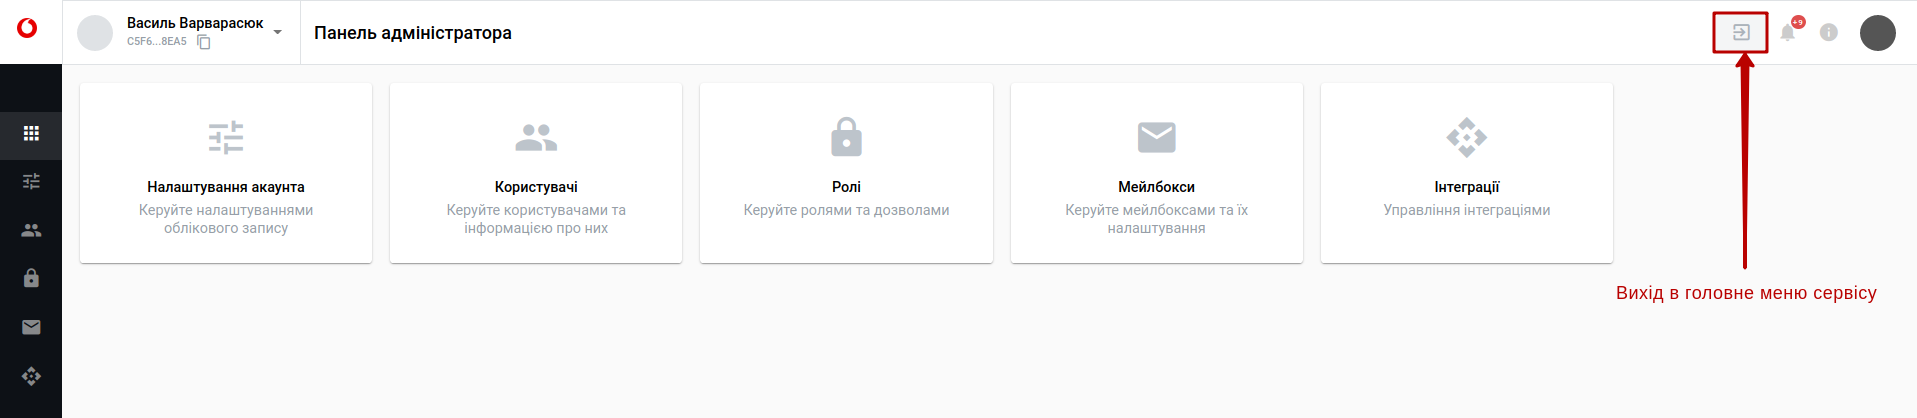 Василь Варварасюк
C5F6...8EA5
Панель адміністратора
+9
Налаштування акаунта
Керуйте налаштуваннями
облікового запису
Користувачі
Керуйте користувачами та
інформацією про них
Ролі
Керуйте ролями та дозволами
Мейлбокси
Керуйте мейлбоксами та їх
налаштування
Інтеграції
Управління інтеграціями
Вихід в головне меню сервісу